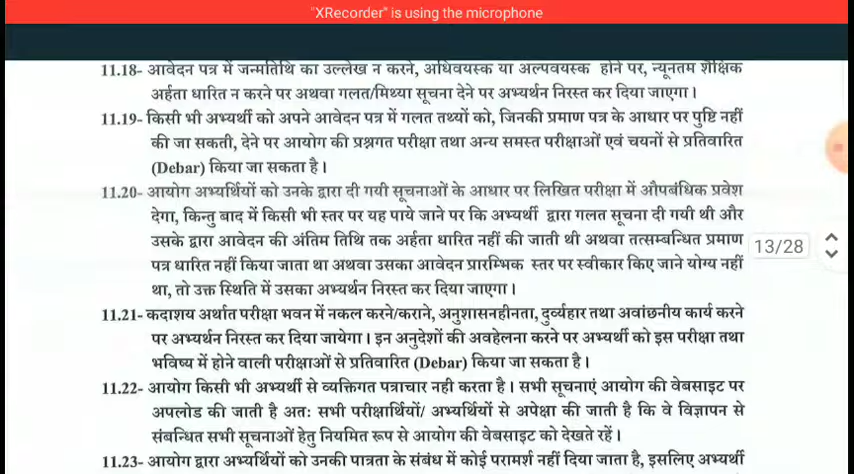 "XRecorder" is using the microphone
11.18- आवेदन पत्र में जन्मतिथि का उल्लेख न करने, अधिवयस्क या अल्पवयस्क होने पर, न्यूनतम शैक्षिक
अर्हता धारित न करने पर अथवा गलत/मिथ्या सूचना देने पर अभ्यर्थन निरस्त कर दिया जाएगा।
11.19- किसी भी अभ्यर्थी को अपने आवेदन पत्र में गलत तथ्यों को, जिनकी प्रमाण पत्र के आधार पर पुष्टि नहीं
की जा सकती, देने पर आयोग की प्रश्नगत परीक्षा तथा अन्य समस्त परीक्षाओं एवं चयनों से प्रतिवारित
(Debar) किया जा सकता है।
11.20- आयोग अभ्यर्थियों को उनके द्वारा दी गयी सूचनाओं के आधार पर लिखित परीक्षा में औपबंधिक प्रवेश
देगा, किन्तु बाद में किसी भी स्तर पर यह पाये जाने पर कि अभ्यर्थी द्वारा गलत सूचना दी गयी थी और
उसके द्वारा आवेदन की अंतिम तिथि तक अर्हता धारित नहीं की जाती थी अथवा तत्सम्बन्धित प्रमाण
13/28
पत्र धारित नहीं किया जाता था अथवा उसका आवेदन प्रारम्भिक स्तर पर स्वीकार किए जाने योग्य नहीं
था, तो उक्त स्थिति में उसका अभ्यर्थन निरस्त कर दिया जाएगा।
11.21- कदाशय अर्थात परीक्षा भवन में नकल करने/कराने, अनुशासनहीनता, दुर्व्यहार तथा अवांछनीय कार्य करने
पर अभ्यर्थन निरस्त कर दिया जायेगा। इन अनुदेशों की अवहेलना करने पर अभ्यर्थी को इस परीक्षा तथा
भविष्य में होने वाली परीक्षाओं से प्रतिवारित (Debar) किया जा सकता है।
11.22- आयोग किसी भी अभ्यर्थी से व्यक्तिगत पत्राचार नही करता है। सभी सूचनाएं आयोग की वेबसाइट पर
अपलोड की जाती है अतः सभी परीक्षार्थियों/ अभ्यर्थियों से अपेक्षा की जाती है कि वे विज्ञापन से
संबन्धित सभी सूचनाओं हेतु नियमित रूप से आयोग की वेबसाइट को देखते रहें।
11.23- आयोग द्वारा अभ्यर्थियों को उनकी पात्रता के संबंध में कोई परामर्श नहीं दिया जाता है, इसलिए अभ्यर्थी